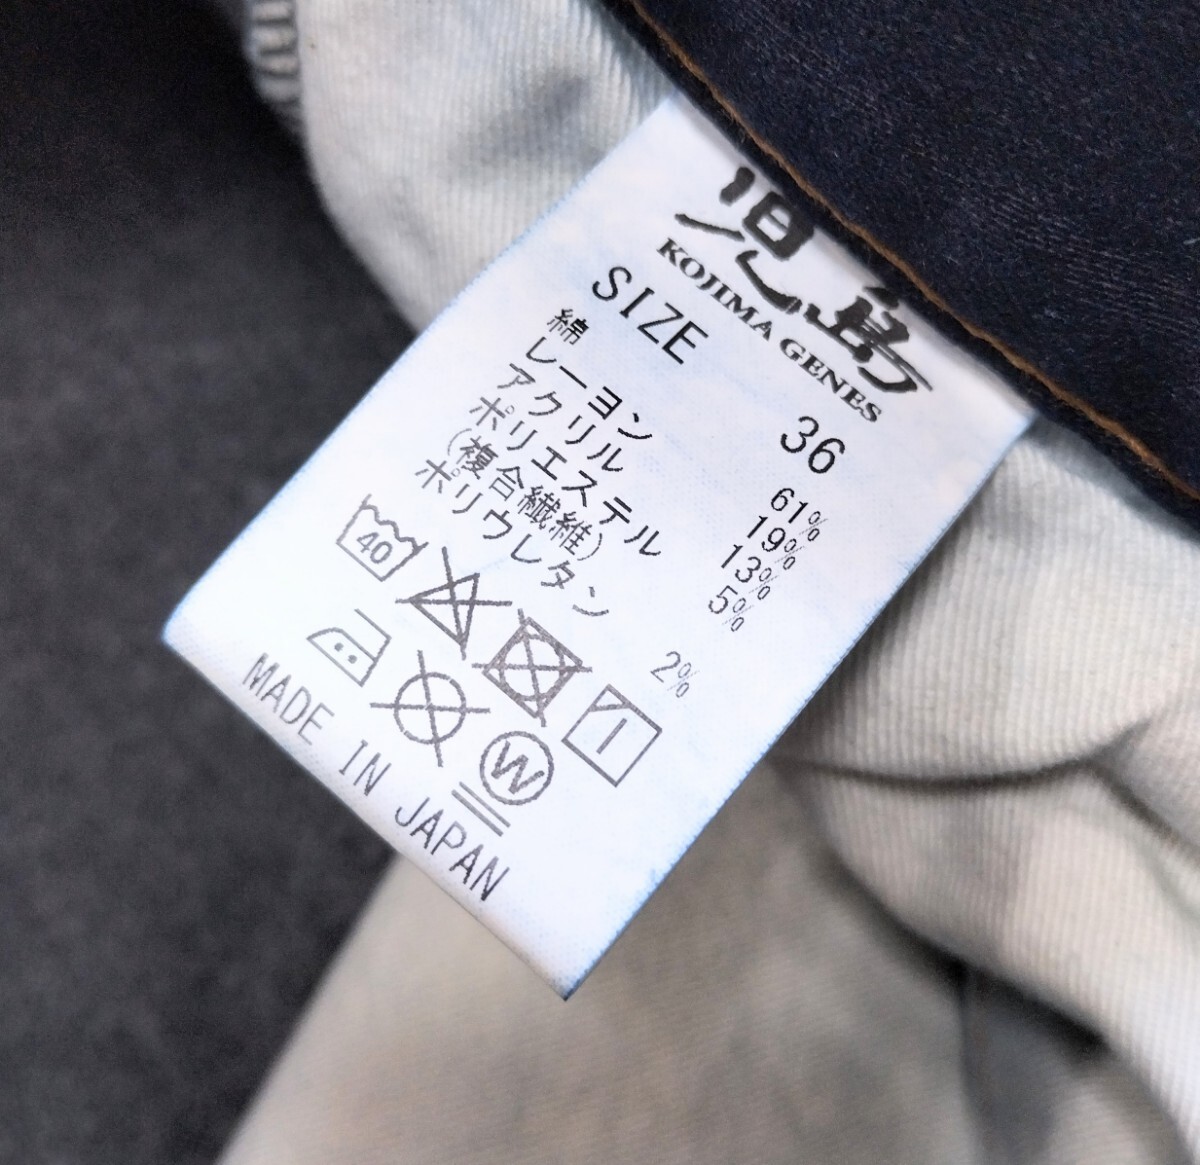 児島
KOJIMA GENES
SIZE 36
綿 61%
レーヨン 19%
アクリル 13%
ポリエステル 5%
(複合繊維)
ポリウレタン 2%
40
W
MADE IN JAPAN